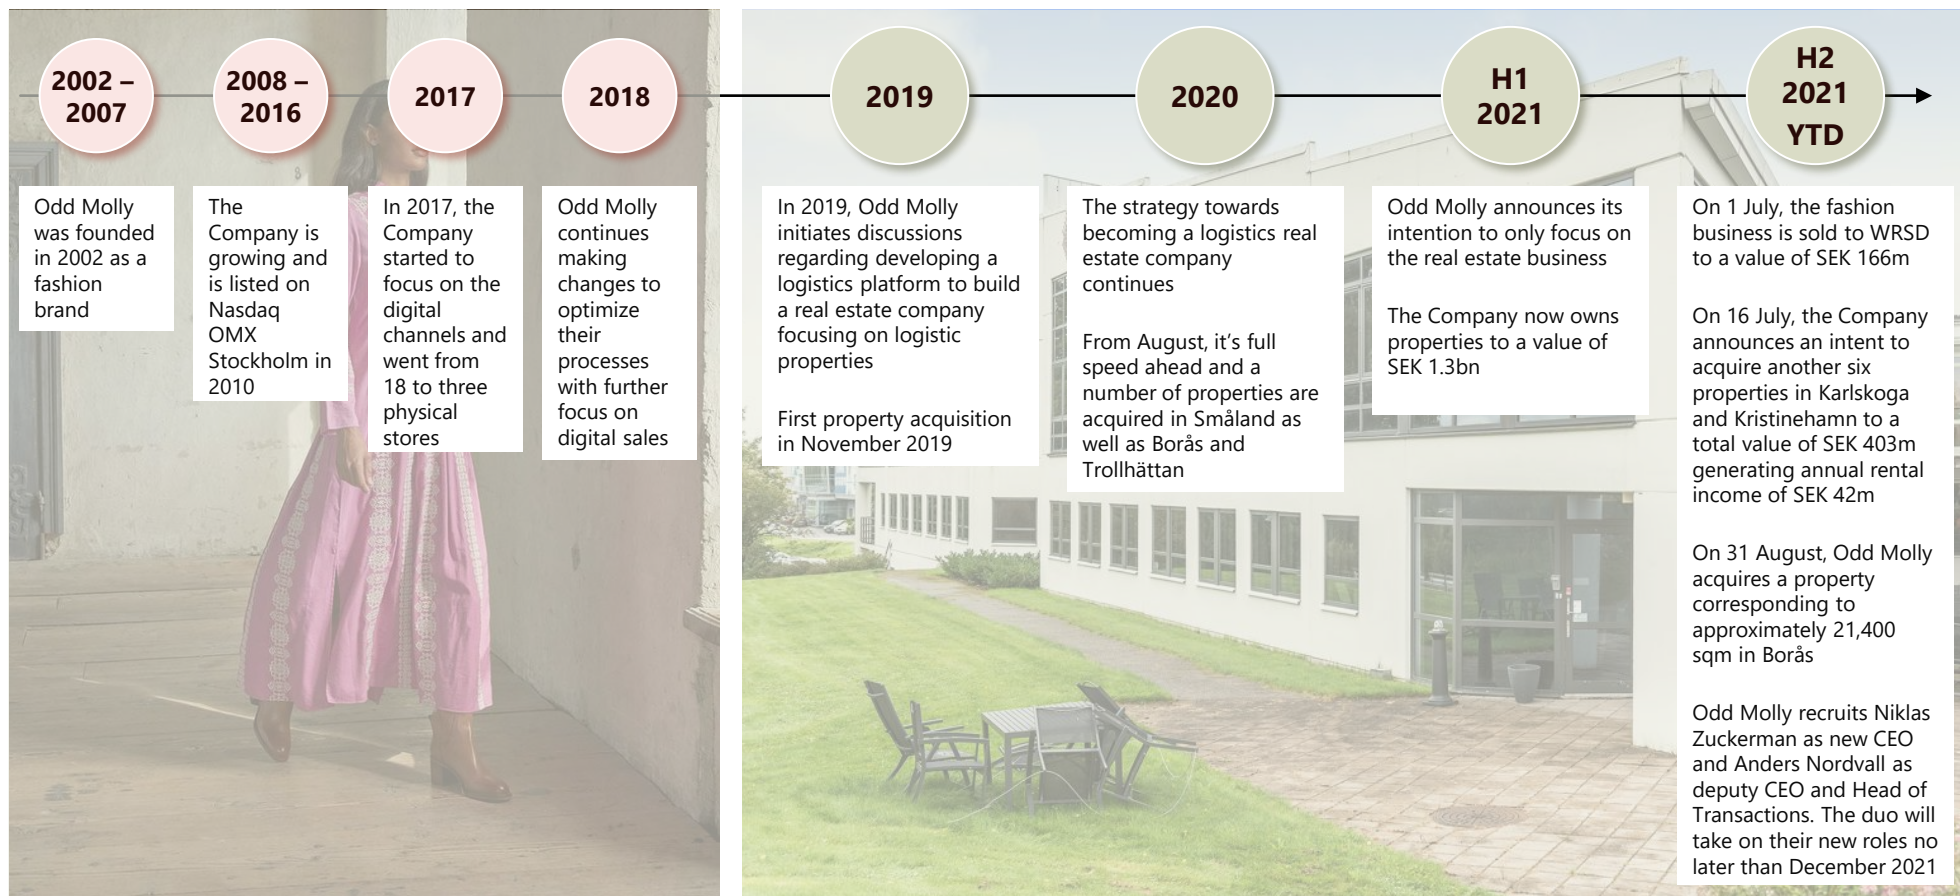 2002 –
2007
2008 –
2016
2017
2018
2019
2020
H1
2021
H2
2021
YTD
Odd Molly
was founded
in 2002 as a
fashion
brand
The
Company is
growing and
is listed on
Nasdaq
OMX
Stockholm in
2010
In 2017, the
Company
started to
focus on the
digital
channels and
went from
18 to three
physical
stores
Odd Molly
continues
making
changes to
optimize
their
processes
with further
focus on
digital sales
In 2019, Odd Molly
initiates discussions
regarding developing a
logistics platform to build
a real estate company
focusing on logistic
properties
First property acquisition
in November 2019
The strategy towards
becoming a logistics real
estate company
continues
From August, it’s full
speed ahead and a
number of properties are
acquired in Småland as
well as Borås and
Trollhättan
Odd Molly announces its
intention to only focus on
the real estate business
The Company now owns
properties to a value of
SEK 1.3bn
On 1 July, the fashion
business is sold to WRSD
to a value of SEK 166m
On 16 July, the Company
announces an intent to
acquire another six
properties in Karlskoga
and Kristinehamn to a
total value of SEK 403m
generating annual rental
income of SEK 42m
On 31 August, Odd Molly
acquires a property
corresponding to
approximately 21,400
sqm in Borås
Odd Molly recruits Niklas
Zuckerman as new CEO
and Anders Nordvall as
deputy CEO and Head of
Transactions. The duo will
take on their new roles no
later than December 2021